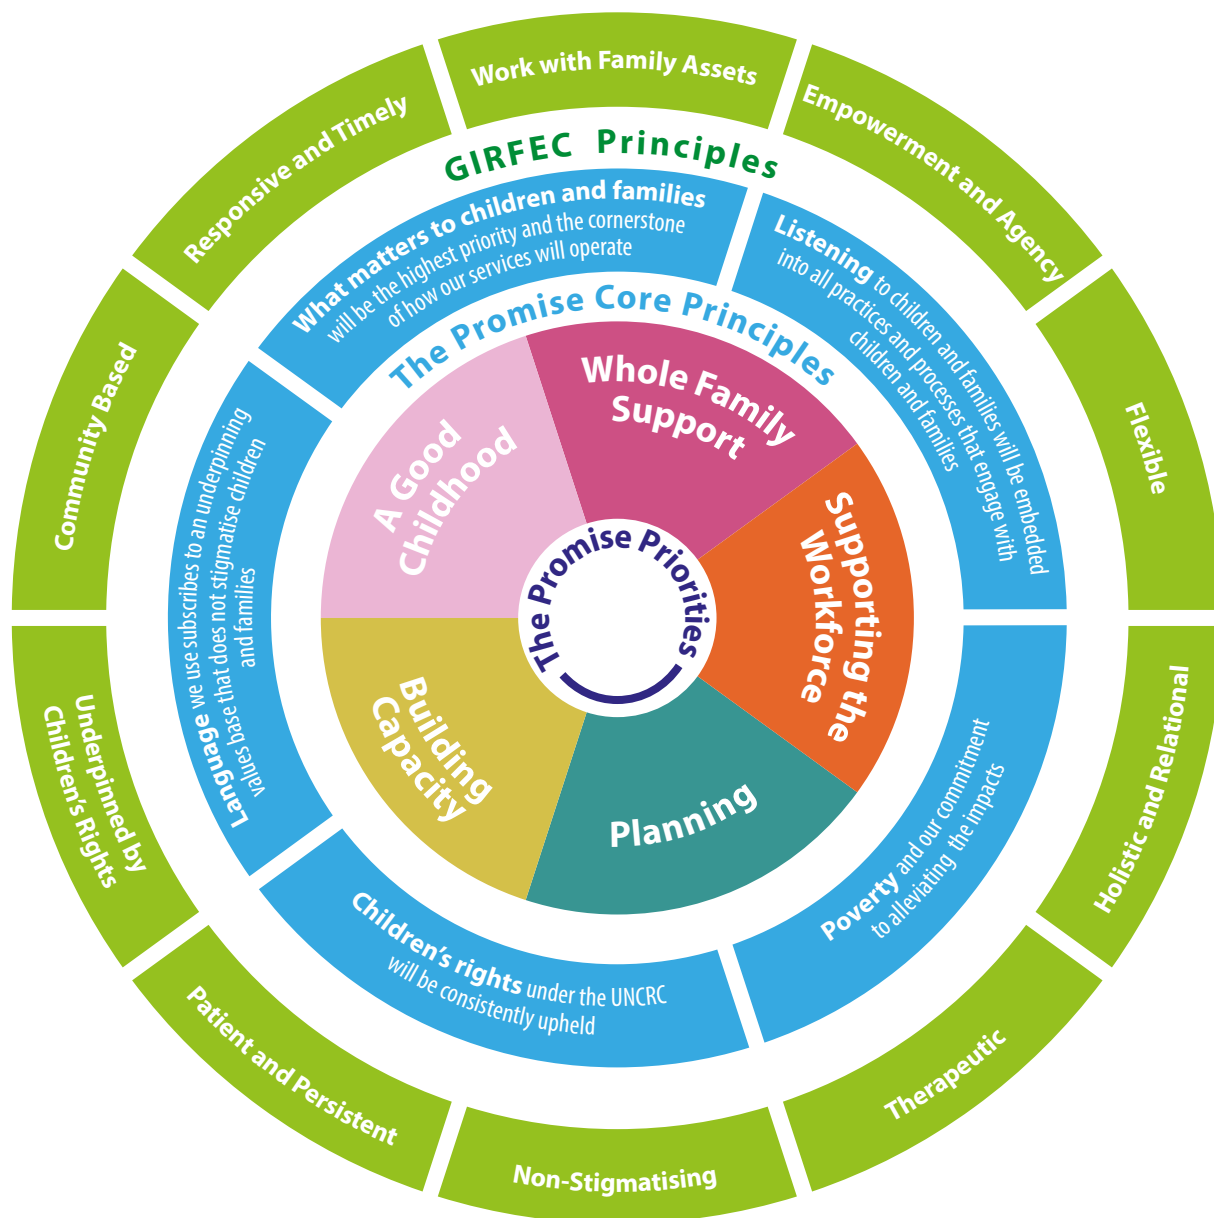 Work with Family Assets
Empowerment and Agency
Flexible
Holistic and Relational
Therapeutic
Non-Stigmatising
Patient and Persistent
Underpinned by
Children's Rights
Community Based
Responsive and Timely
GIRFEC Principles
What matters to children and families
will be the highest priority and the cornerstone
of how our services will operate
Listening to children and families will be embedded
into all practices and processes that engage with
children and families
Poverty and our commitment
to alleviating the impacts
Children's rights under the UNCRC
will be consistently upheld
Language we use subscribes to an underpinning
values base that does not stigmatise children
and families
The Promise Core Principles
Whole Family
Support
Supporting the
Workforce
Planning
Building
Capacity
A Good
Childhood
The Promise Priorities